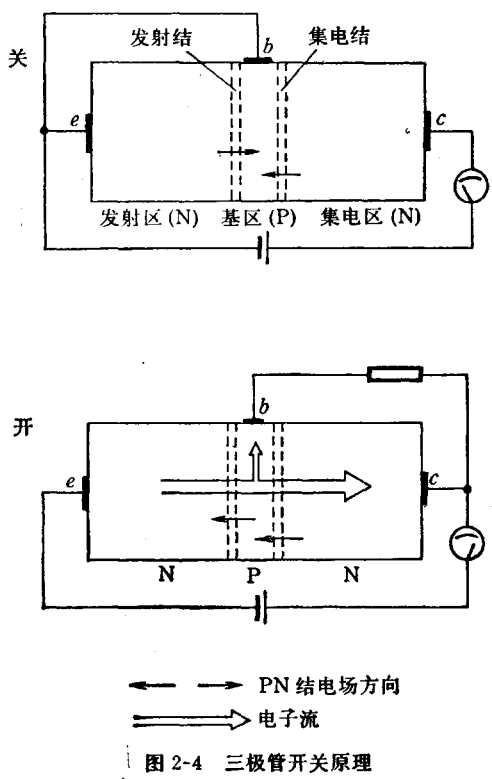 关
发射结
b
集电结
e
c
发射区(N)
基区(P)
集电区(N)
开
b
e
c
N
P
N
PN 结电场方向
电子流
图 2-4 三极管开关原理